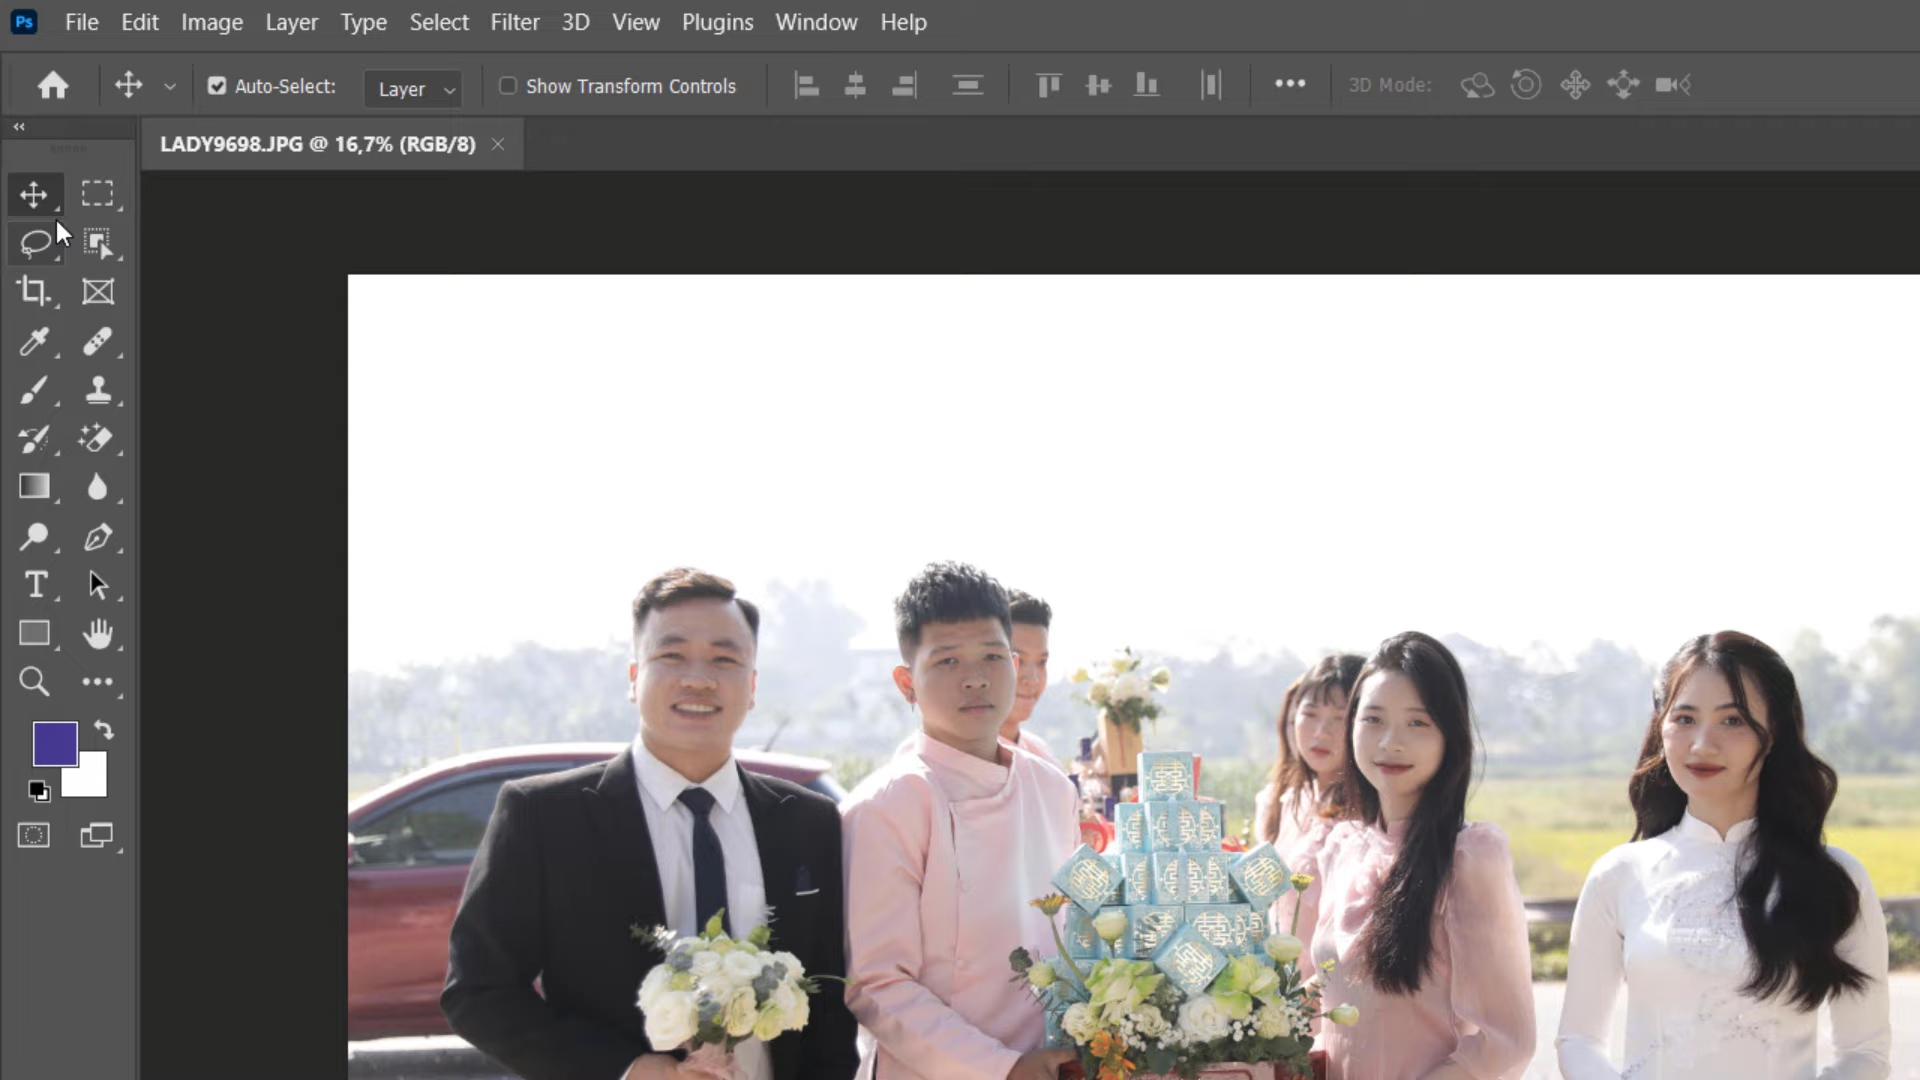 Ps File Edit Image Layer Type Select Filter 3D View Plugins Window Help
Auto-Select: Layer Show Transform Controls 3D Mode:
LADY9698.JPG @ 16,7% (RGB/8)
T
囍